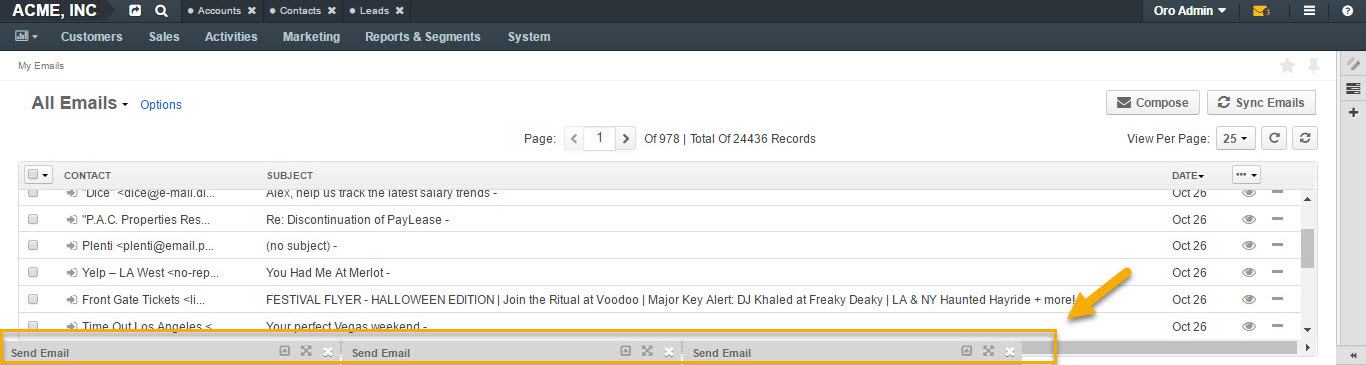 ACME, INC Accounts Contacts Leads Oro Admin 3
Customers Sales Activities Marketing Reports & Segments System
My Emails
All Emails Options Compose Sync Emails
Page: 1 Of 978 | Total Of 24436 Records View Per Page: 25
CONTACT SUBJECT DATE
"Dice" <dice@e-mail.di... Alex, help us track the latest salary trends - Oct 26
"P.A.C. Properties Res... Re: Discontinuation of PayLease - Oct 26
Plenti <plenti@email.p... (no subject) - Oct 26
Yelp – LA West <no-rep... You Had Me At Merlot - Oct 26
Front Gate Tickets <li... FESTIVAL FLYER - HALLOWEEN EDITION | Join the Ritual at Voodoo | Major Key Alert: DJ Khaled at Freaky Deaky | LA & NY Haunted Hayride + more! Oct 26
Time Out Los Angeles <... Your perfect Vegas weekend - Oct 26
Send Email Send Email Send Email